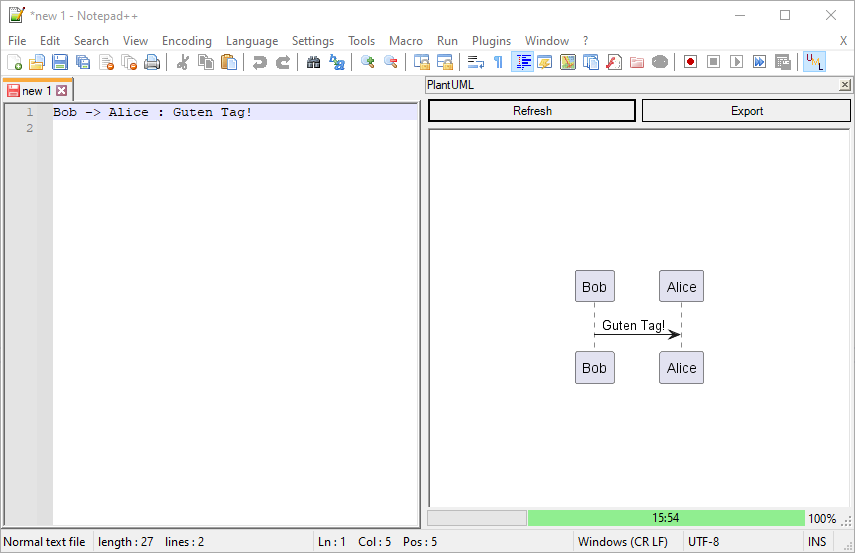 *new 1 - Notepad++
File Edit Search View Encoding Language Settings Tools Macro Run Plugins Window ? X
UML
new 1
PlantUML
Refresh Export
1 Bob -> Alice : Guten Tag!
2
Bob Alice
Guten Tag!
Bob Alice
15:54 100%
Normal text file length : 27 lines : 2 Ln : 1 Col : 5 Pos : 5 Windows (CR LF) UTF-8 INS